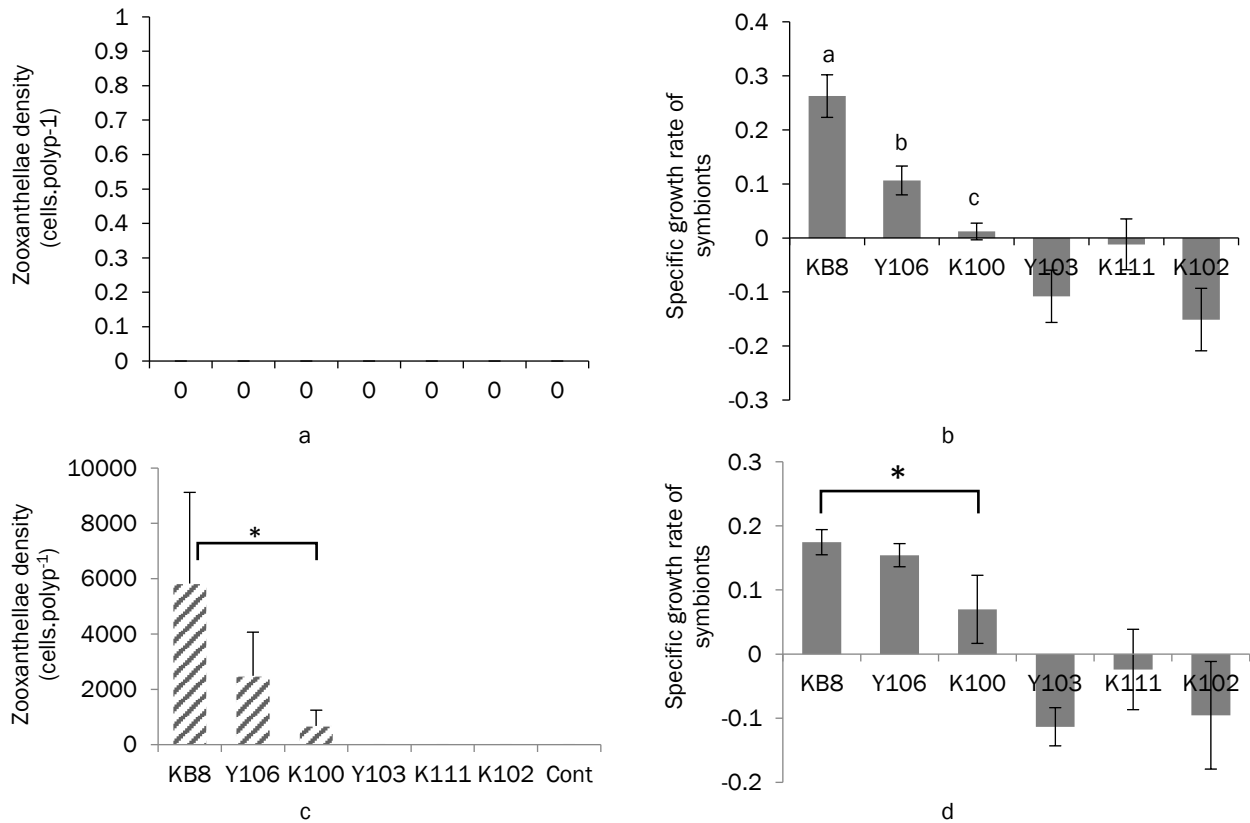 Zooxanthellae density
(cells.polyp-1)
1
0.9
0.8
0.7
0.6
0.5
0.4
0.3
0.2
0.1
0
0 0 0 0 0 0 0
a
Specific growth rate of
symbionts
0.4
0.3
0.2
0.1
0
-0.1
-0.2
-0.3
a
b
c
KB8 Y106 K100 Y103 K111 K102
b
Zooxanthellae density
(cells.polyp-1)
10000
8000
6000
4000
2000
0
*
KB8 Y106 K100 Y103 K111 K102 Cont
c
Specific growth rate of
symbionts
0.3
0.2
0.1
0
-0.1
-0.2
*
KB8 Y106 K100 Y103 K111 K102
d